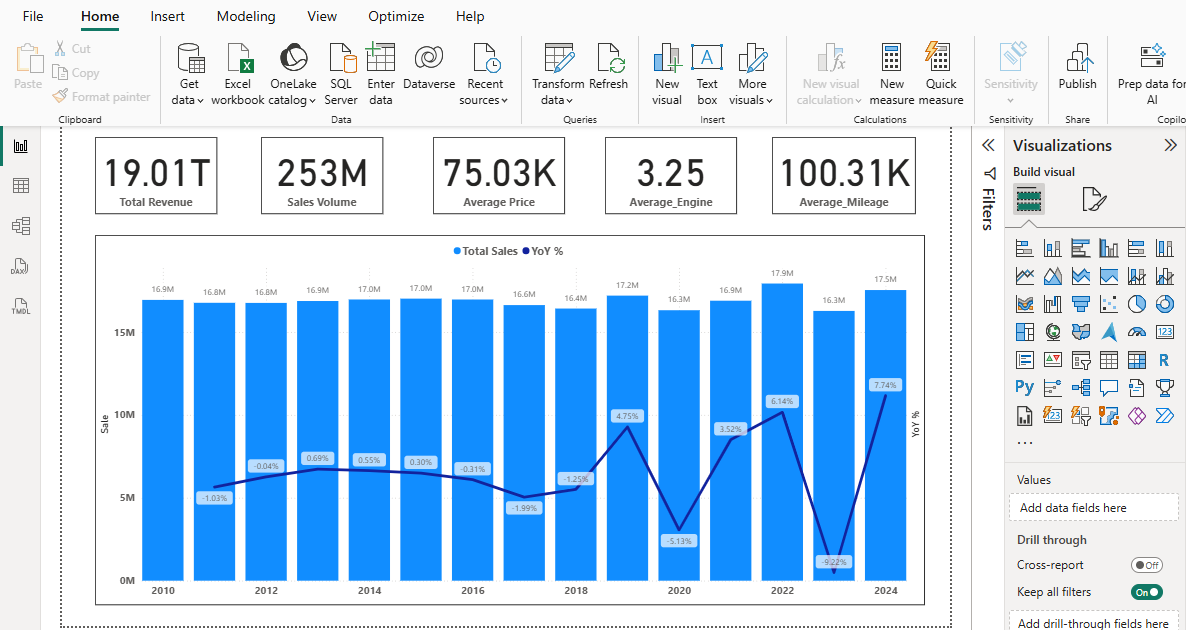 File Home Insert Modeling View Optimize Help
Paste
Cut
Copy
Format painter
Clipboard
Get data
Excel workbook
OneLake catalog
SQL Server
Enter data
Dataverse
Recent sources
Data
Transform data
Refresh
Queries
New visual
Text box
More visuals
Insert
New visual calculation
New measure
Quick measure
Calculations
Sensitivity
Sensitivity
Publish
Share
Prep data for AI
Copilo
DAX
TMDL
19.01T
Total Revenue
253M
Sales Volume
75.03K
Average Price
3.25
Average_Engine
100.31K
Average_Mileage
Total Sales YoY %
16.9M 16.8M 16.8M 16.9M 17.0M 17.0M 17.0M 16.6M 16.4M 17.2M 16.3M 16.9M 17.9M 16.3M 17.5M
15M
10M
5M
0M
Sale
YoY %
-1.03% -0.04% 0.69% 0.55% 0.30% -0.31% -1.99% -1.25% 4.75% -5.13% 3.52% 6.14% -9.22% 7.74%
2010 2012 2014 2016 2018 2020 2022 2024
Filters
Visualizations
Build visual
123
R
Py
123
...
Values
Add data fields here
Drill through
Cross-report Off
Keep all filters On
Add drill-through fields here